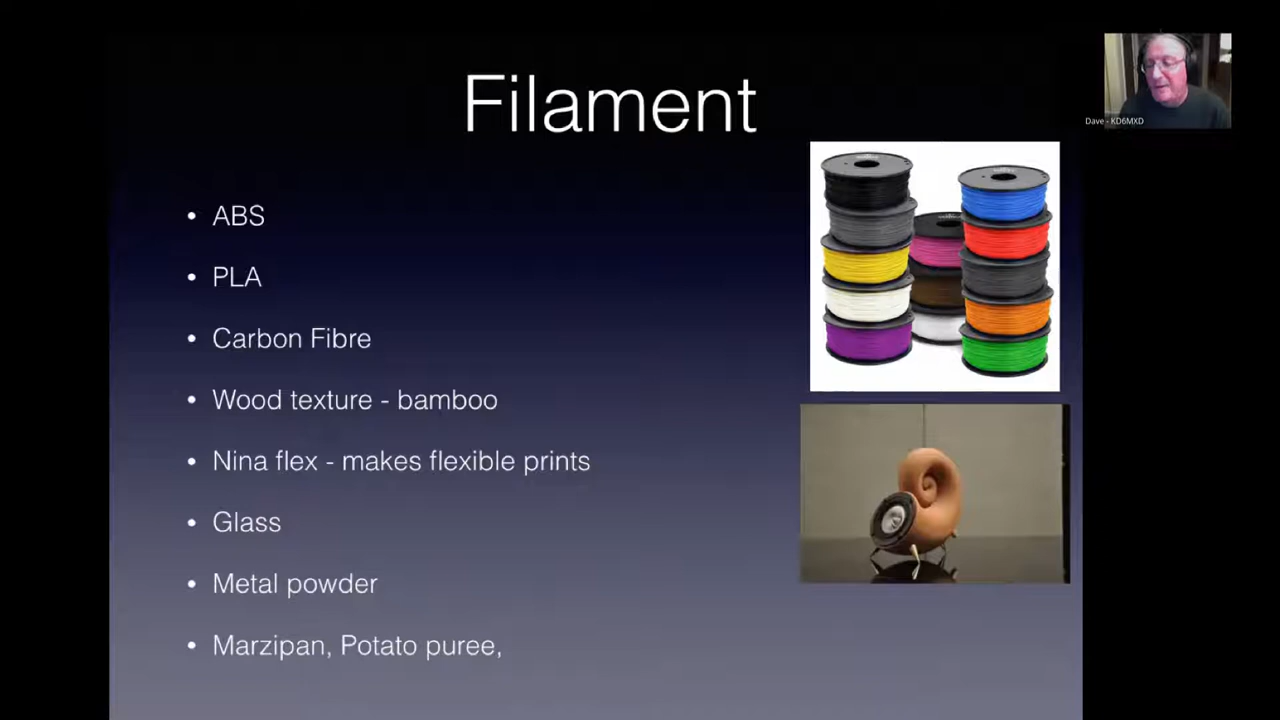 Filament
Dave - KD6MXD
• ABS
• PLA
• Carbon Fibre
• Wood texture - bamboo
• Nina flex - makes flexible prints
• Glass
• Metal powder
• Marzipan, Potato puree,